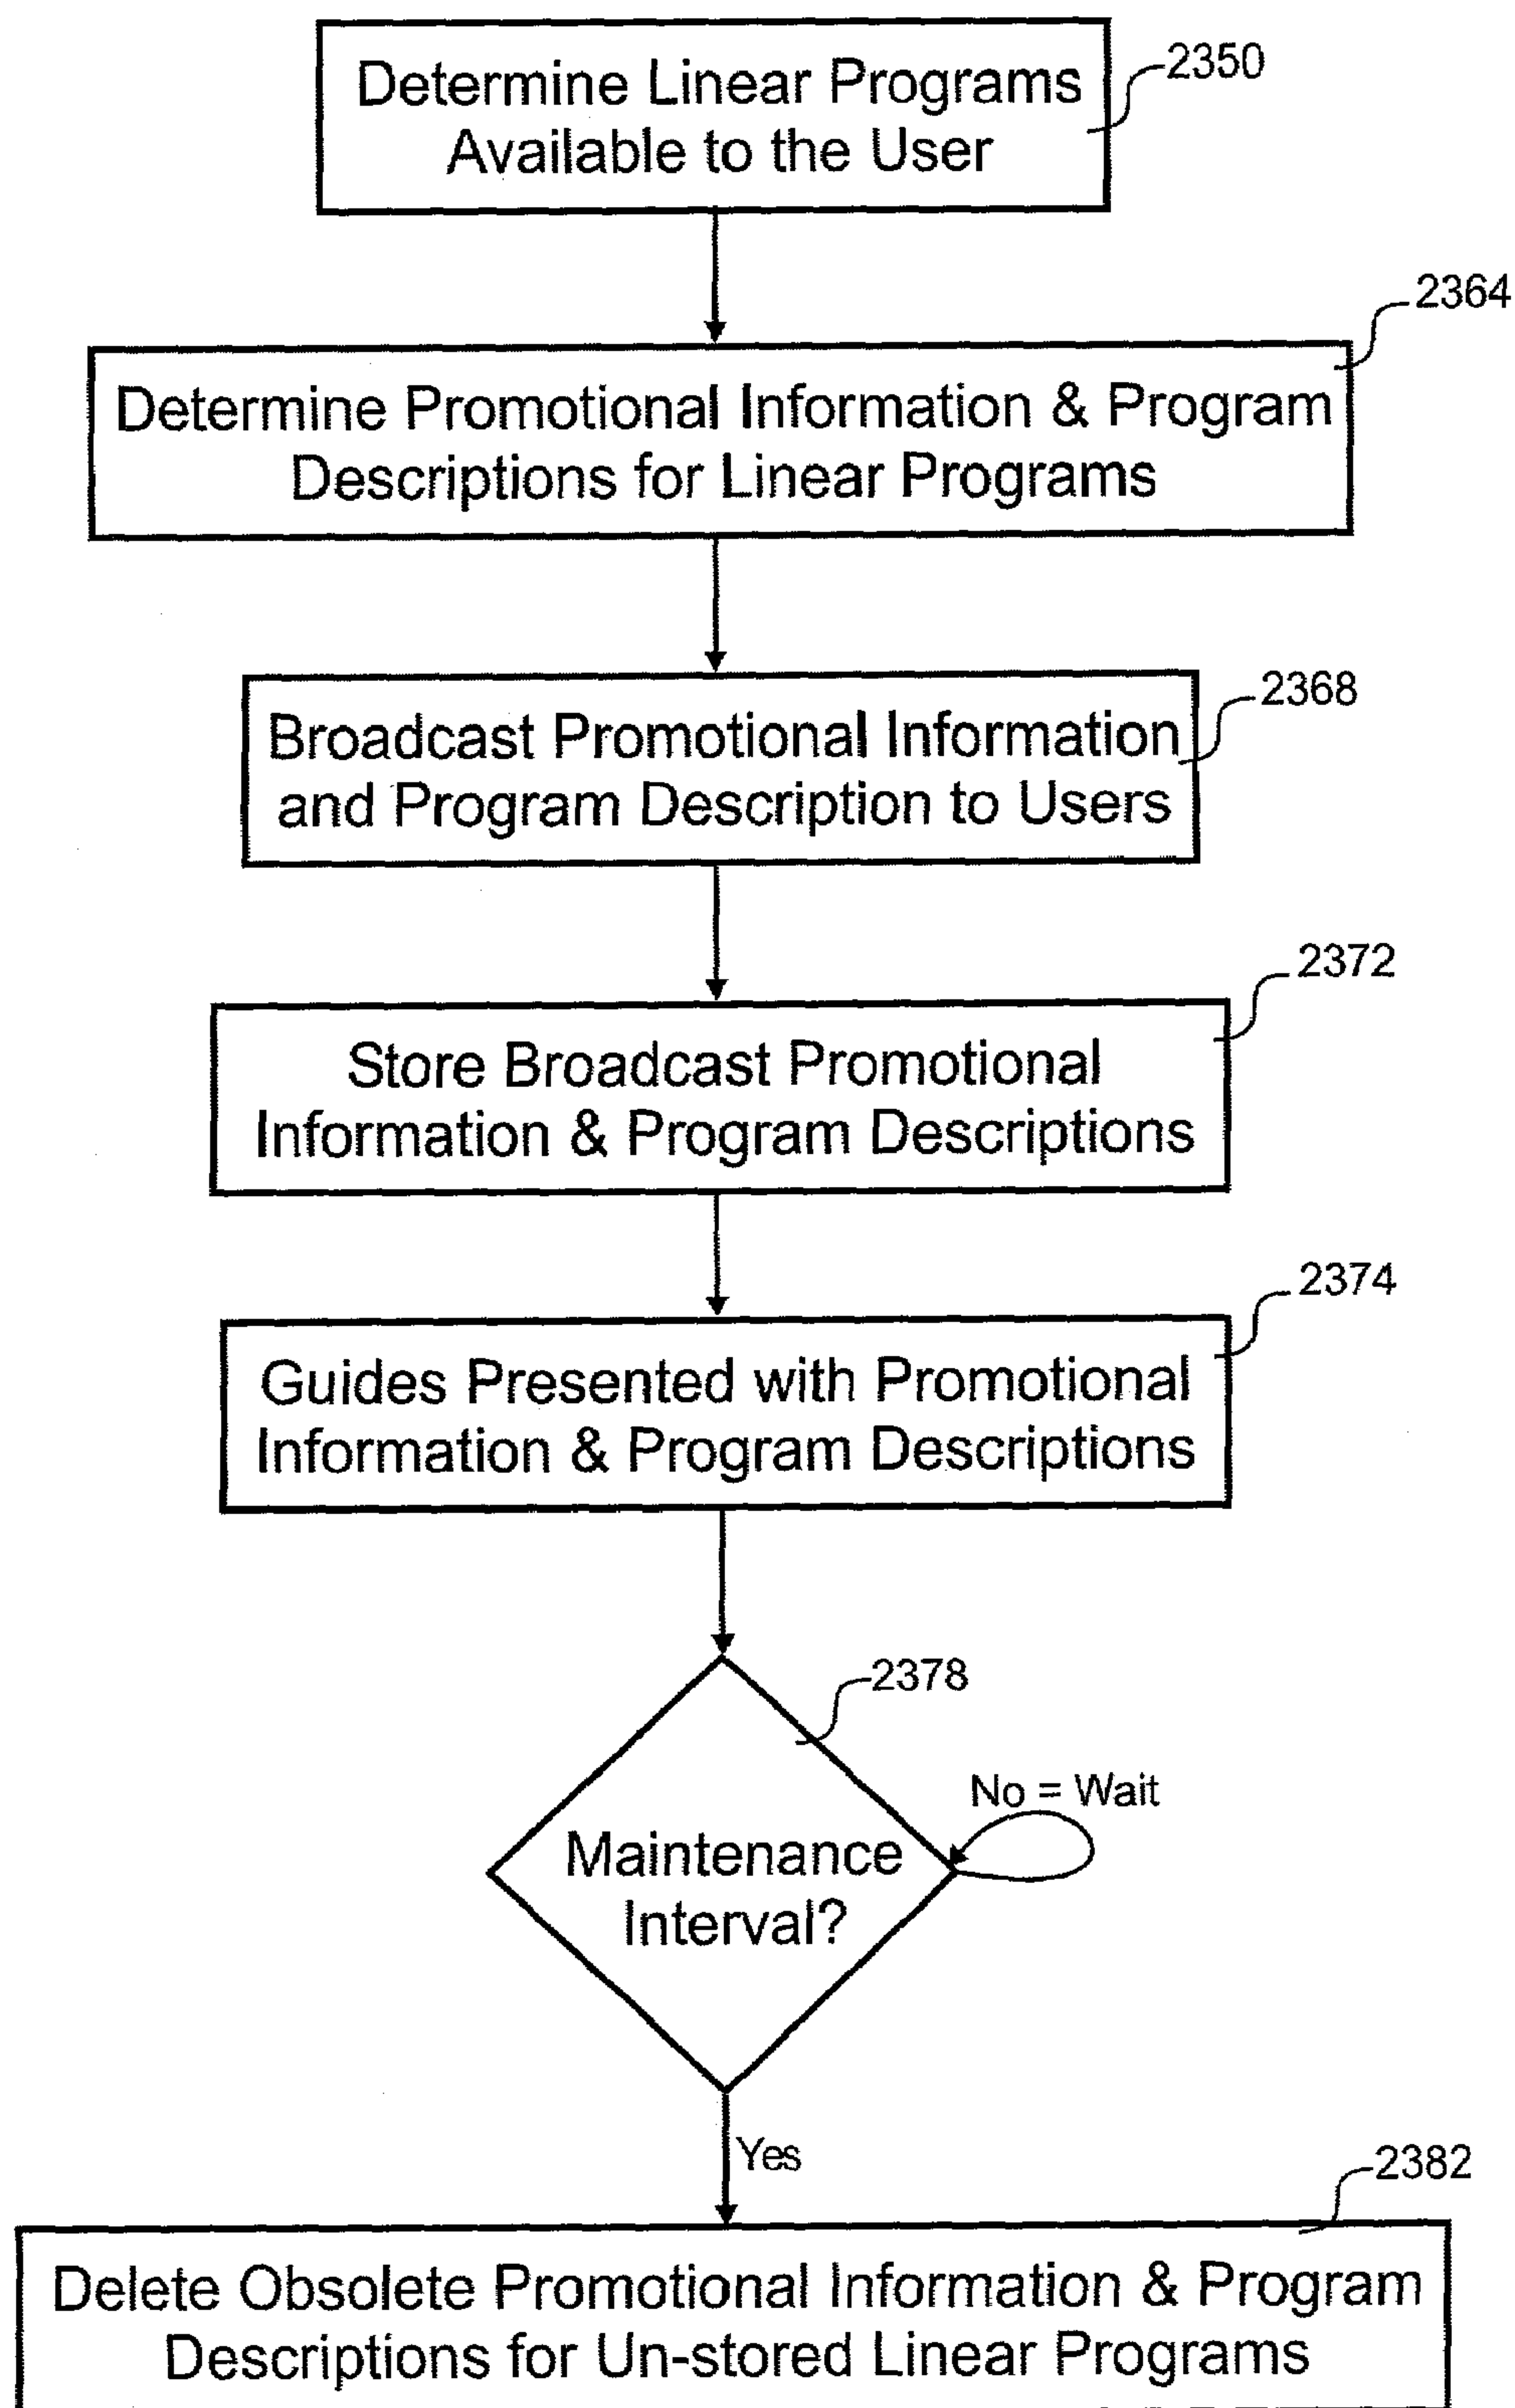 Determine Linear Programs
Available to the User
2350
2364
Determine Promotional Information & Program
Descriptions for Linear Programs
2368
Broadcast Promotional Information
and Program Description to Users
2372
Store Broadcast Promotional
Information & Program Descriptions
2374
Guides Presented with Promotional
Information & Program Descriptions
2378
No = Wait
Maintenance
Interval?
Yes
2382
Delete Obsolete Promotional Information & Program
Descriptions for Un-stored Linear Programs